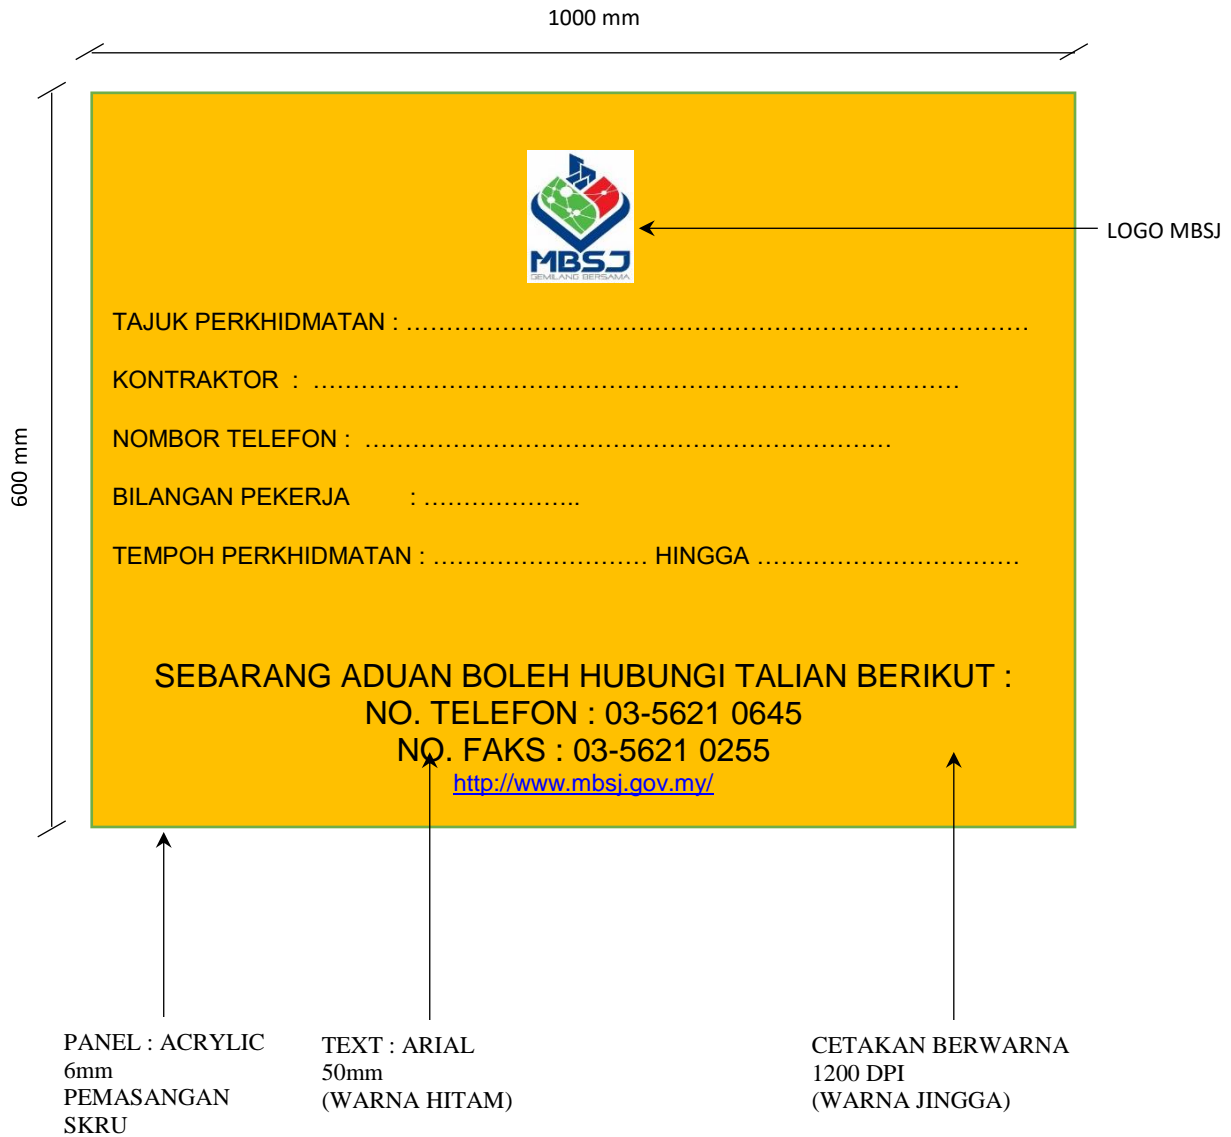 1000 mm
600 mm
MBSJ
GEMILANG BERSAMA
LOGO MBSJ
TAJUK PERKHIDMATAN : ……………………………………………………………………
KONTRAKTOR : ………………………………………………………………………
NOMBOR TELEFON : …………………………………………………………
BILANGAN PEKERJA : ………………..
TEMPOH PERKHIDMATAN : ……………………… HINGGA ……………………………
SEBARANG ADUAN BOLEH HUBUNGI TALIAN BERIKUT :
NO. TELEFON : 03-5621 0645
NO. FAKS : 03-5621 0255
http://www.mbsj.gov.my/
PANEL : ACRYLIC
6mm
PEMASANGAN
SKRU
TEXT : ARIAL
50mm
(WARNA HITAM)
CETAKAN BERWARNA
1200 DPI
(WARNA JINGGA)